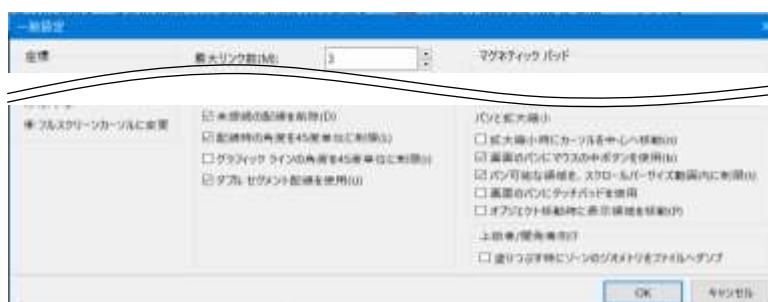 一般設定
座標
最大リンク数(M):
3
マグネティック パッド
フルスクリーンカーソルに変更
未接続の配線を削除(D)
配線時の角度を45度単位に制限(L)
グラフィック ラインの角度を45度単位に制限(I)
ダブル セグメント配線を使用(U)
パンと拡大縮小
拡大縮小時にカーソルを中心へ移動(n)
画面のパンにマウスの中ボタンを使用(b)
パン可能な領域を、スクロールバーサイズ範囲内に制限(s)
画面のパンにタッチパッドを使用
オブジェクト移動時に表示領域を移動(P)
上級者/開発者向け
塗りつぶす時にゾーンのジオメトリをファイルへダンプ
OK
キャンセル